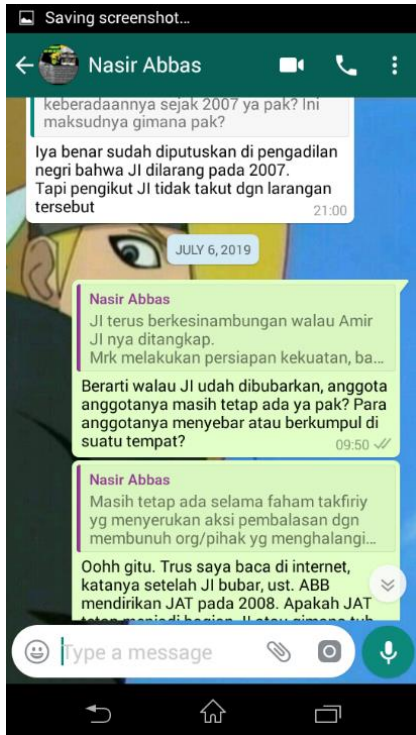 Saving screenshot...
Nasir Abbas
keberadaannya sejak 2007 ya pak? Ini
maksudnya gimana pak?
Iya benar sudah diputuskan di pengadilan
negri bahwa JI dilarang pada 2007.
Tapi pengikut JI tidak takut dgn larangan
tersebut
21:00
JULY 6, 2019
Nasir Abbas
JI terus berkesinambungan walau Amir
JI nya ditangkap.
Mrk melakukan persiapan kekuatan, ba...
Berarti walau JI udah dibubarkan, anggota
anggotanya masih tetap ada ya pak? Para
anggotanya menyebar atau berkumpul di
suatu tempat?
09:50
Nasir Abbas
Masih tetap ada selama faham takfiriy
yg menyerukan aksi pembalasan dgn
membunuh org/pihak yg menghalangi...
Oohh gitu. Trus saya baca di internet,
katanya setelah JI bubar, ust. ABB
mendirikan JAT pada 2008. Apakah JAT
Type a message